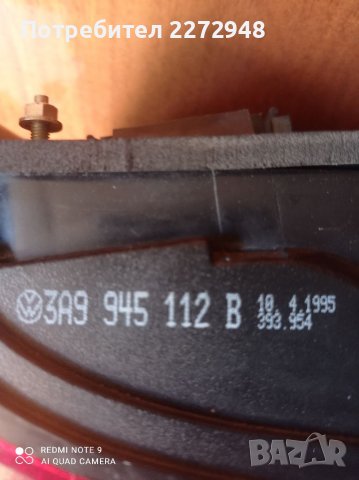 Потребител 2272948
3A9 945 112 B
10. 4.1995
393.954
REDMI NOTE 9
AI QUAD CAMERA
BAZAR